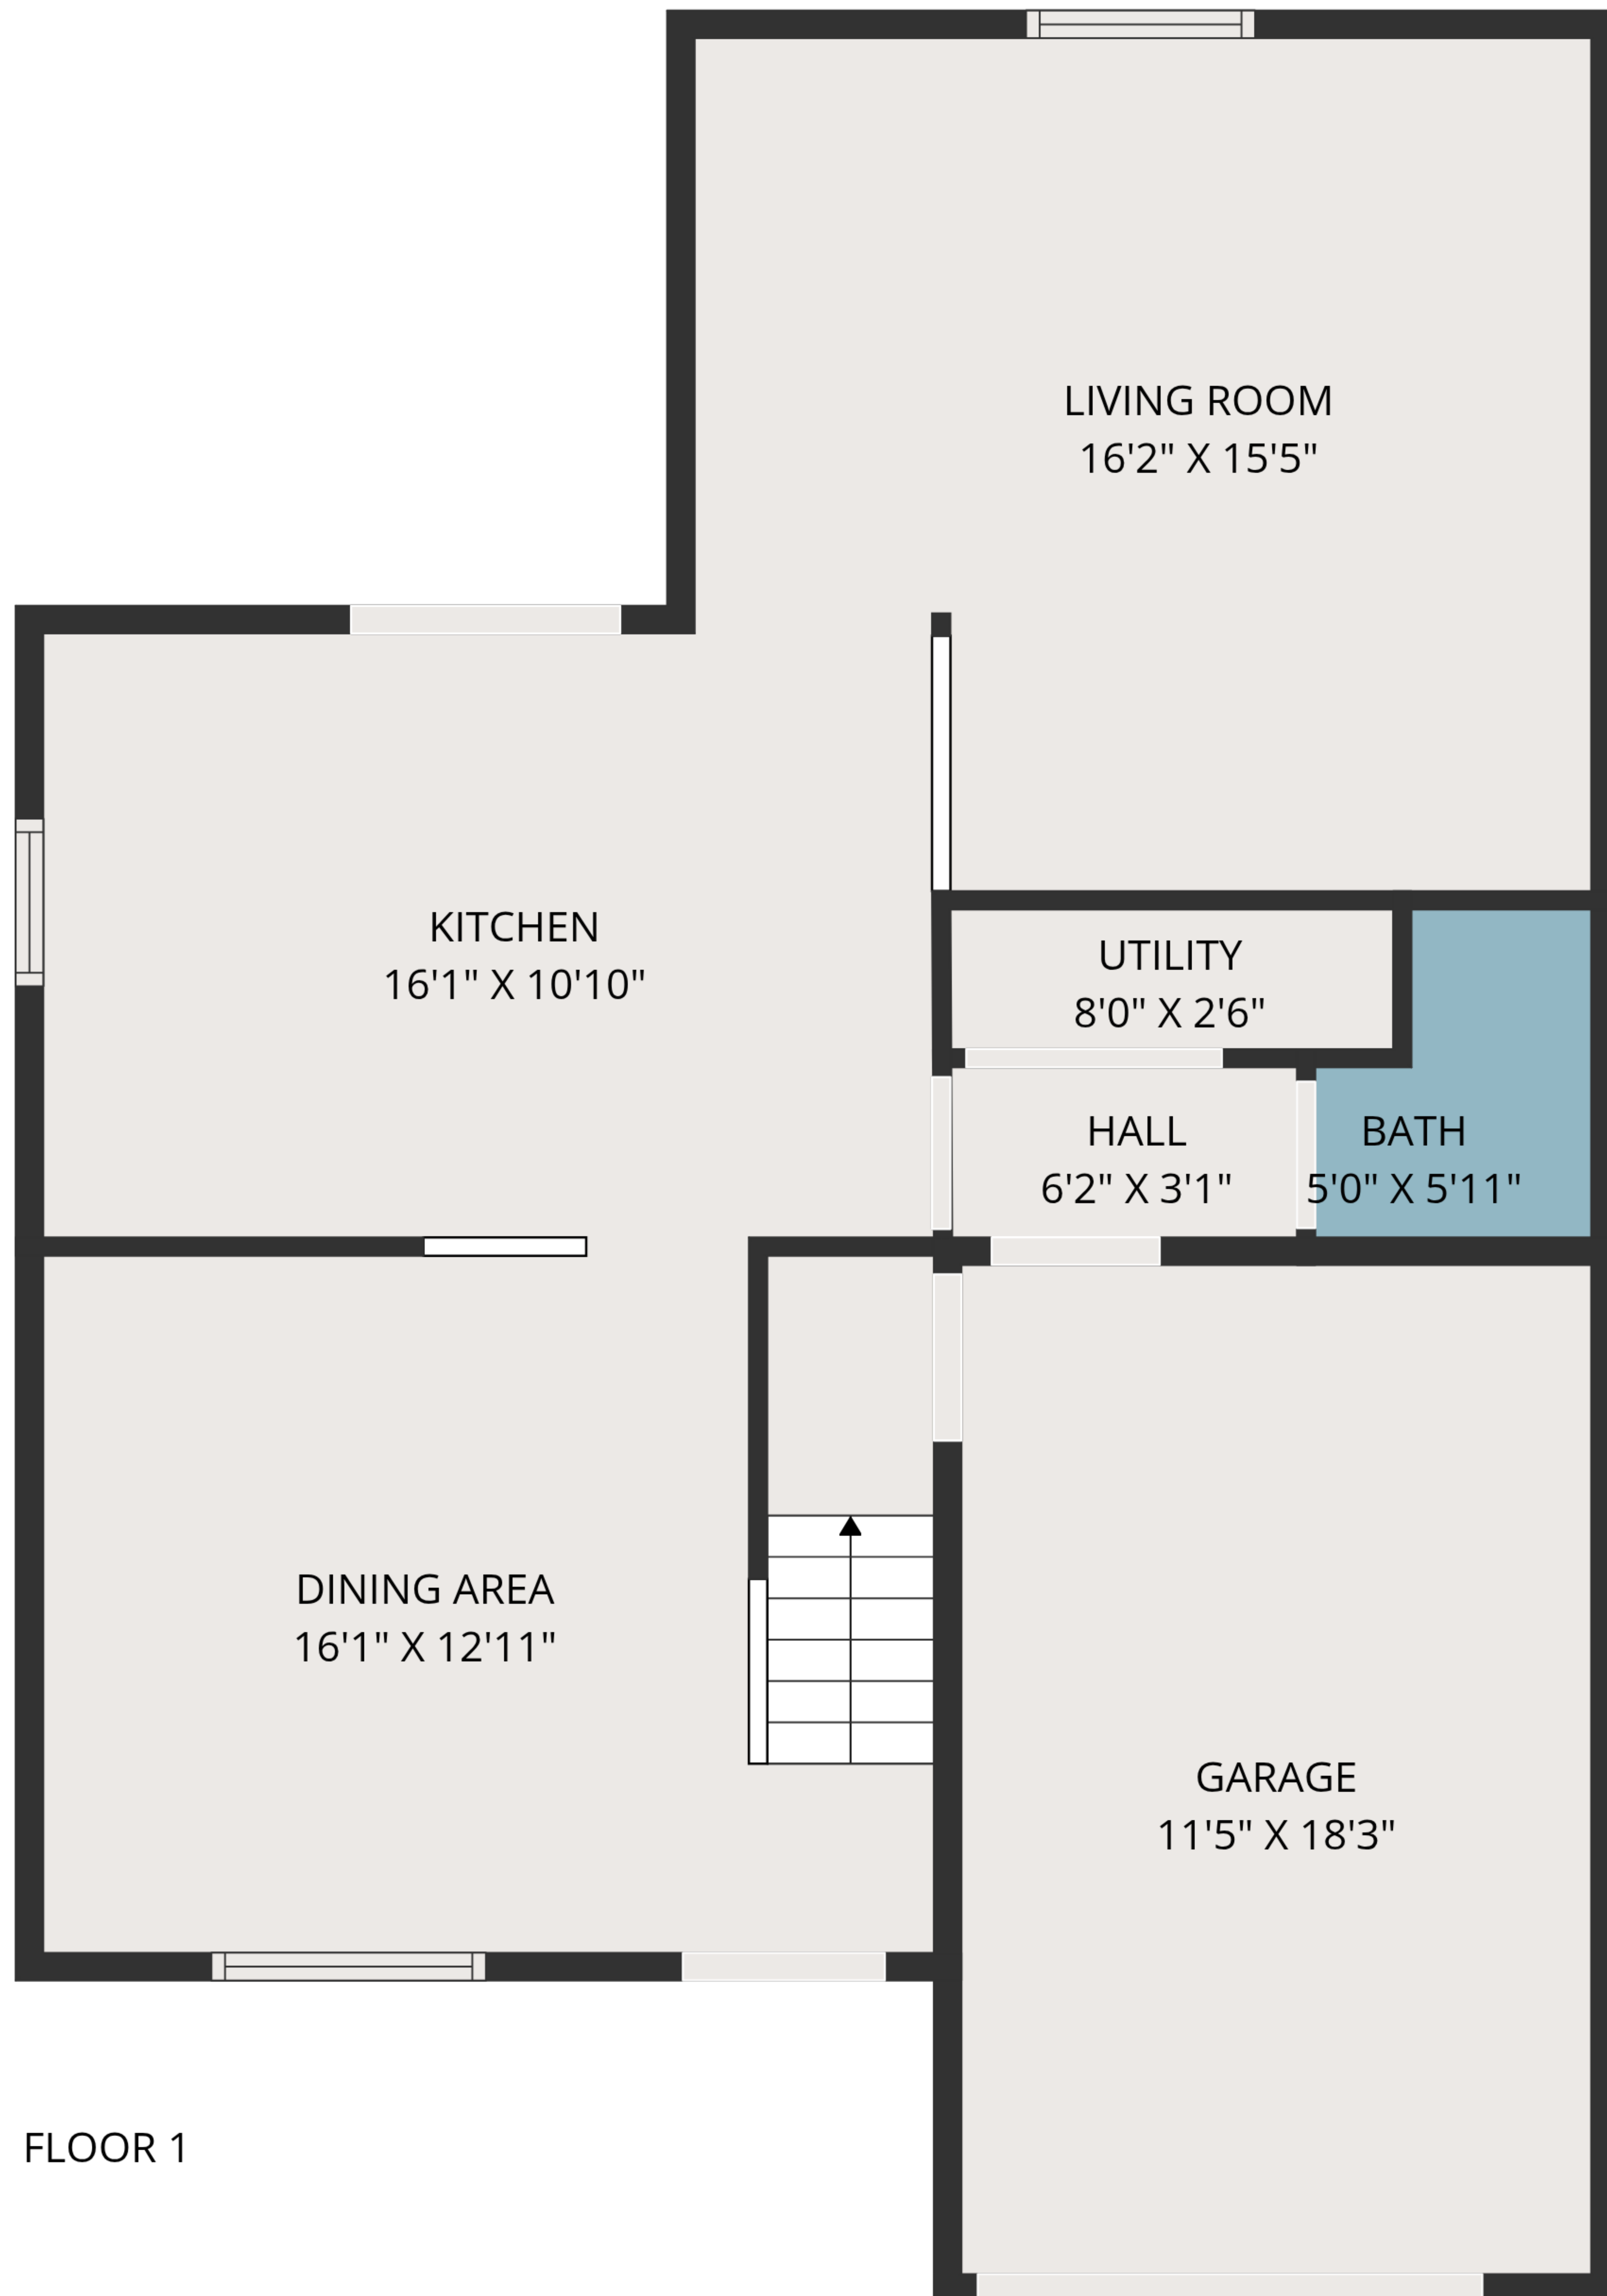 LIVING ROOM
16'2" X 15'5"
KITCHEN
16'1" X 10'10"
UTILITY
8'0" X 2'6"
HALL
6'2" X 3'1"
BATH
5'0" X 5'11"
DINING AREA
16'1" X 12'11"
GARAGE
11'5" X 18'3"
FLOOR 1